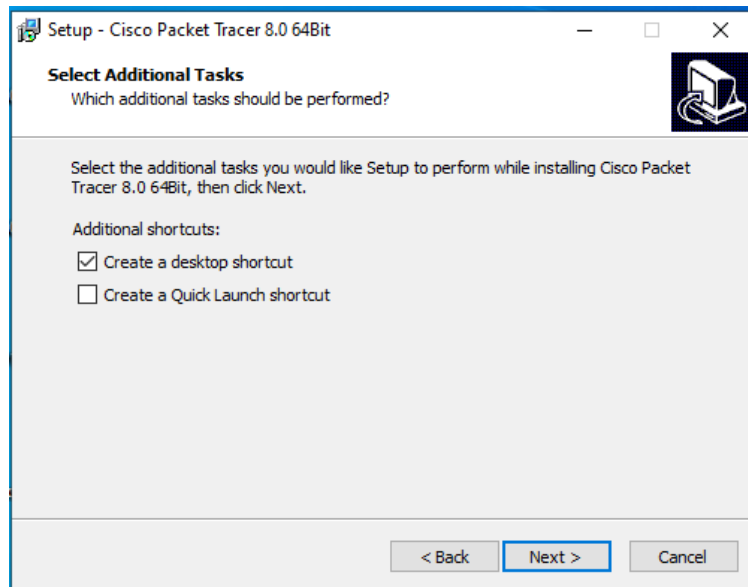 Setup - Cisco Packet Tracer 8.0 64Bit
Select Additional Tasks
Which additional tasks should be performed?
Select the additional tasks you would like Setup to perform while installing Cisco Packet
Tracer 8.0 64Bit, then click Next.
Additional shortcuts:
Create a desktop shortcut
Create a Quick Launch shortcut
< Back Next > Cancel